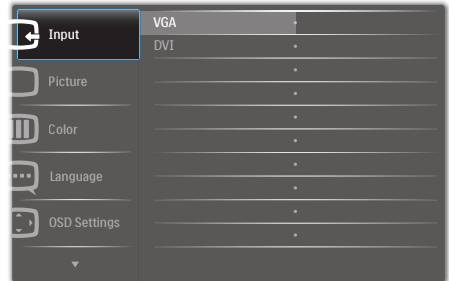 Input
VGA
DVI
Picture
Color
Language
OSD Settings